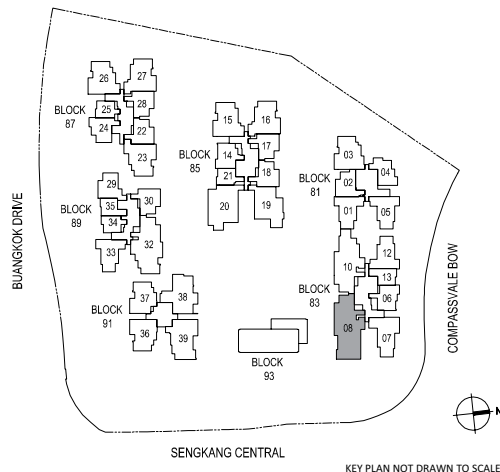 26 27
25 28
BLOCK
87
24 22
23
15 16
17
14
BLOCK
85
21 18
20 19
03
04
BLOCK
81
02
01 05
29
35 30
BLOCK
89
34
33 32
10 12
13
BLOCK
83
06
08 07
37 38
BLOCK
91
36 39
BLOCK
93
BUANGKOK DRIVE
COMPASSVALE BOW
N
SENGKANG CENTRAL
KEY PLAN NOT DRAWN TO SCALE